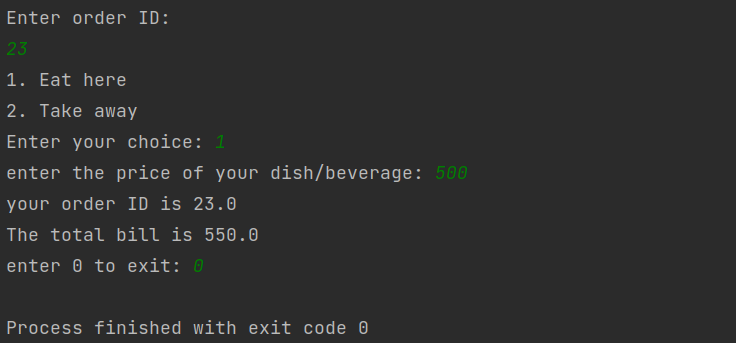 Enter order ID:
23
1. Eat here
2. Take away
Enter your choice: 1
enter the price of your dish/beverage: 500
your order ID is 23.0
The total bill is 550.0
enter 0 to exit: 0
Process finished with exit code 0